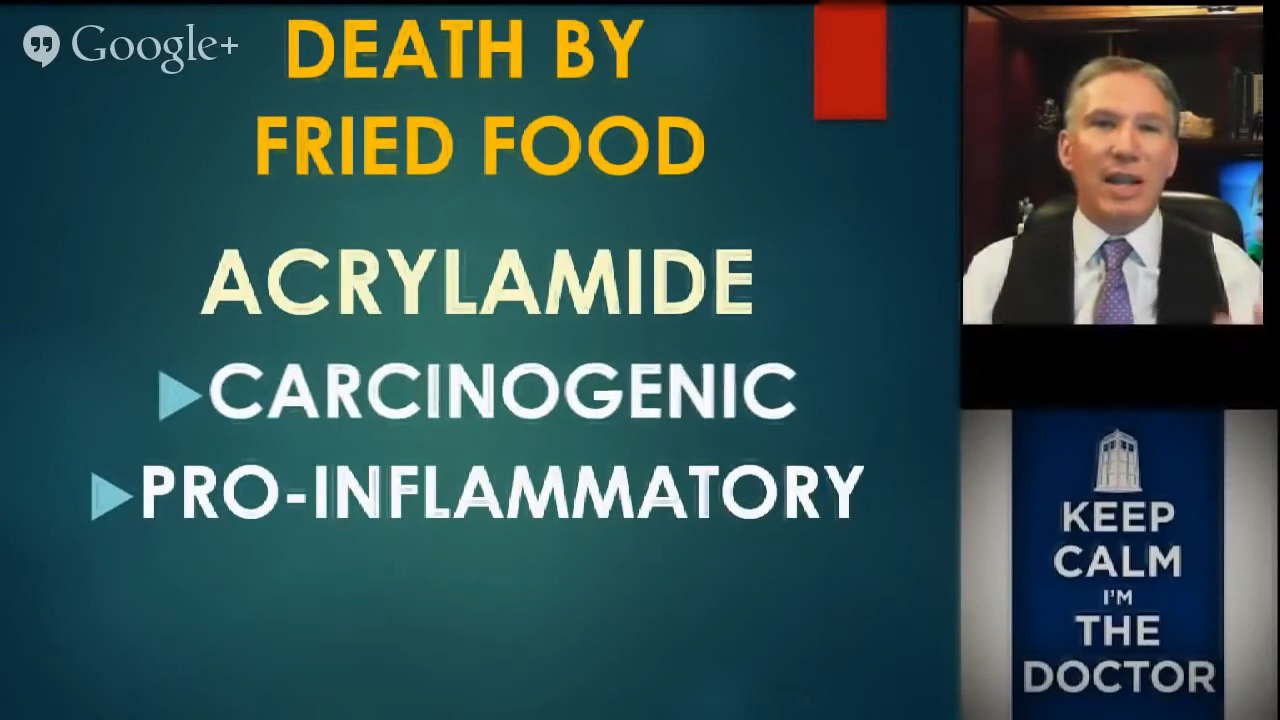 Google+
DEATH BY
FRIED FOOD
ACRYLAMIDE
CARCINOGENIC
PRO-INFLAMMATORY
KEEP
CALM
I'M
THE
DOCTOR